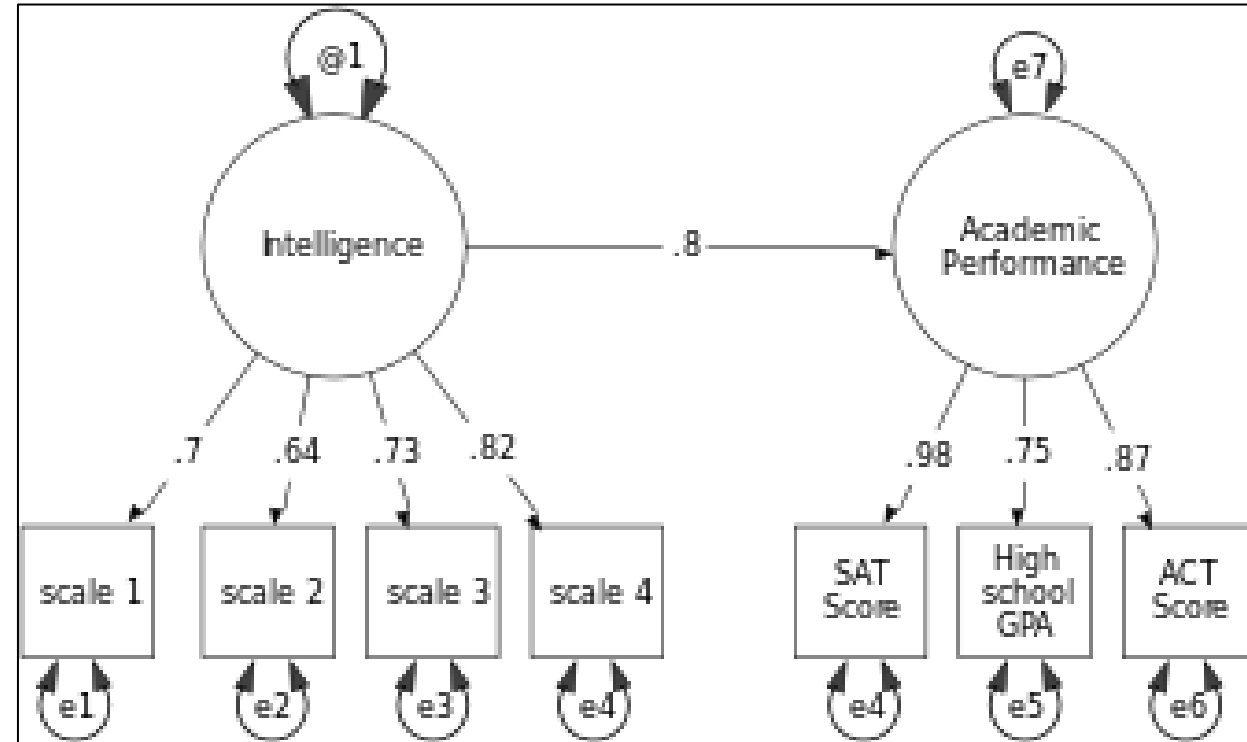 @1
e7
Intelligence
.8
Academic
Performance
.7
.64
.73
.82
.98
.75
.87
scale 1
scale 2
scale 3
scale 4
SAT
Score
High
school
GPA
ACT
Score
e1
e2
e3
e4
e4
e5
e6